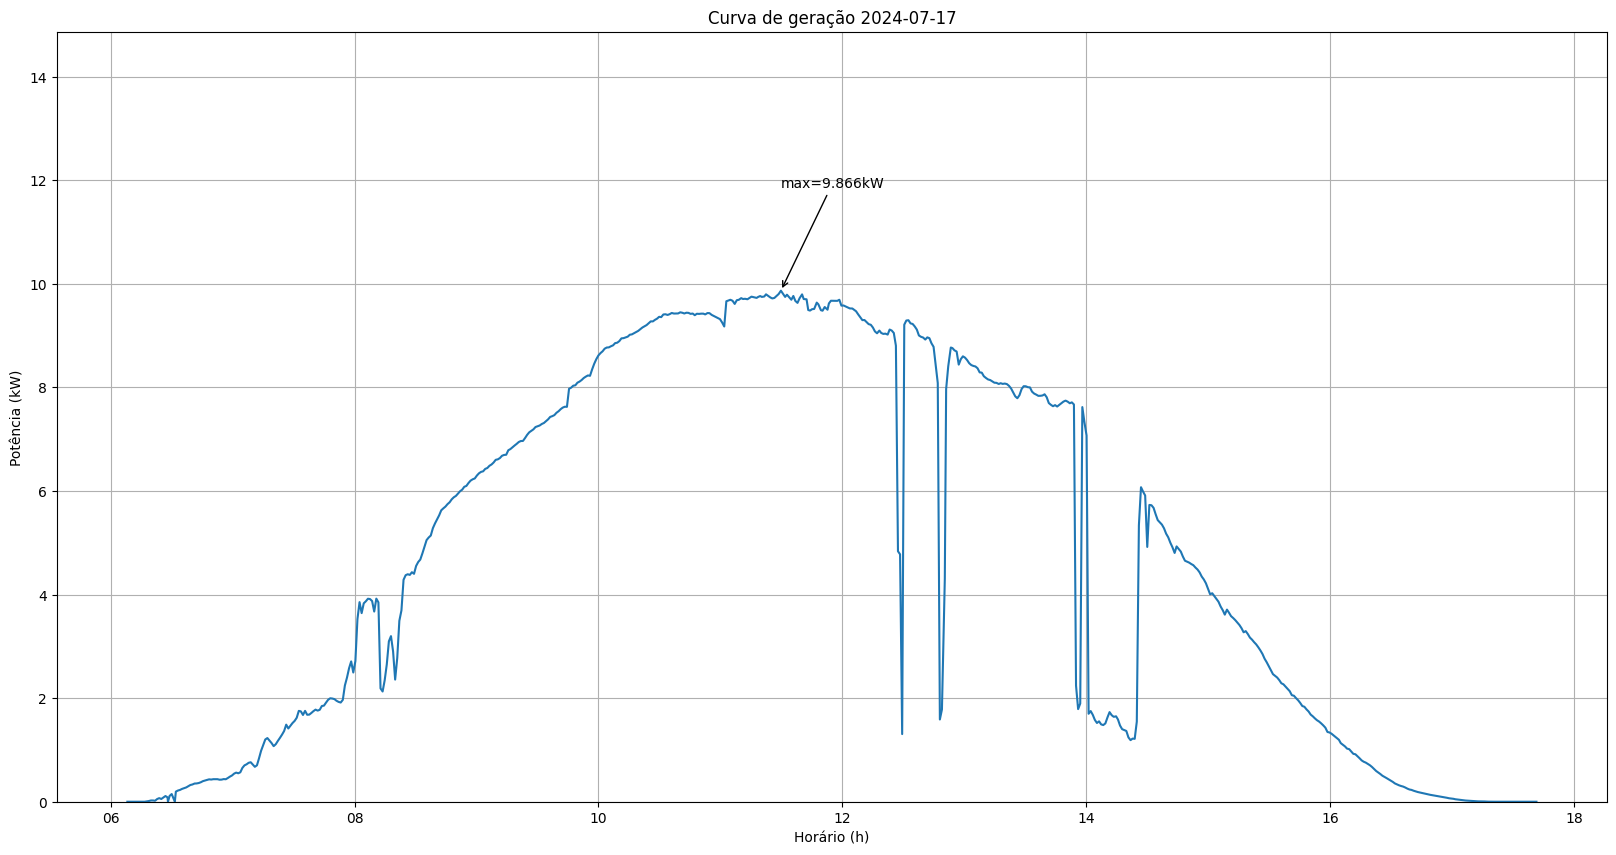 Curva de geração 2024-07-17
14
12
max=9.866kW
10
8
6
4
2
0
Potência (kW)
06 08 10 12 14 16 18
Horário (h)